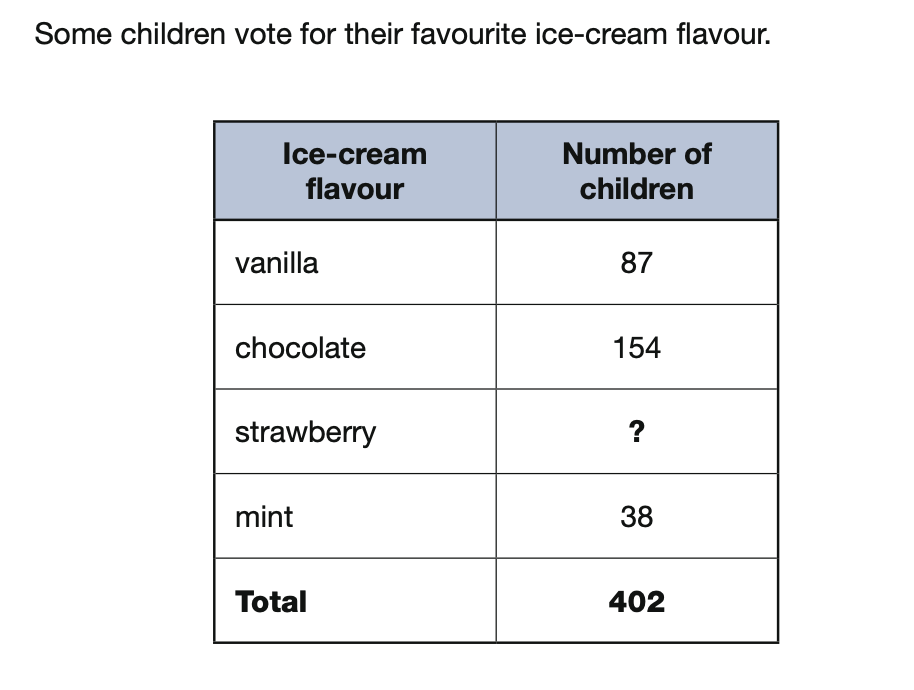 Some children vote for their favourite ice-cream flavour.
Ice-cream flavour
Number of children
vanilla 87
chocolate 154
strawberry ?
mint 38
Total 402